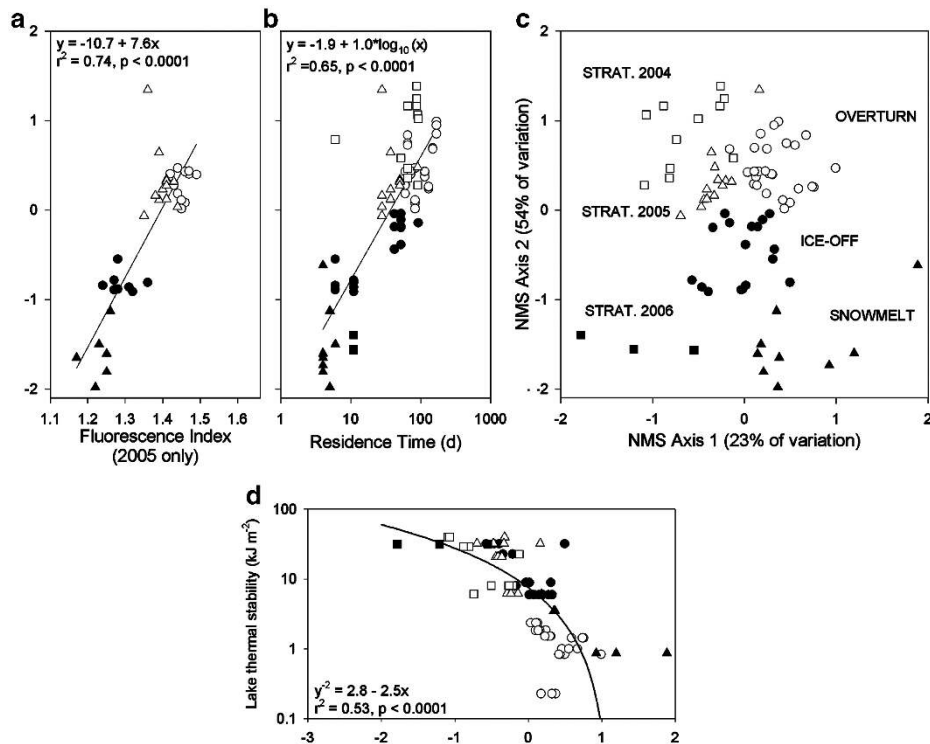 a
b
c
y = -10.7 + 7.6x
r2 = 0.74, p < 0.0001
y = -1.9 + 1.0*log10 (x)
r2 =0.65, p < 0.0001
STRAT. 2004
OVERTURN
STRAT. 2005
ICE-OFF
STRAT. 2006
SNOWMELT
2
1
0
-1
-2
2
1
0
-1
-2
NMS Axis 2 (54% of variation)
1.1 1.2 1.3 1.4 1.5 1.6
Fluorescence Index
(2005 only)
1 10 100 1000
Residence Time (d)
-2 -1 0 1 2
NMS Axis 1 (23% of variation)
d
Lake thermal stability (kJ m-2)
100
10
1
0.1
y-2 = 2.8 - 2.5x
r2 = 0.53, p < 0.0001
-3 -2 -1 0 1 2